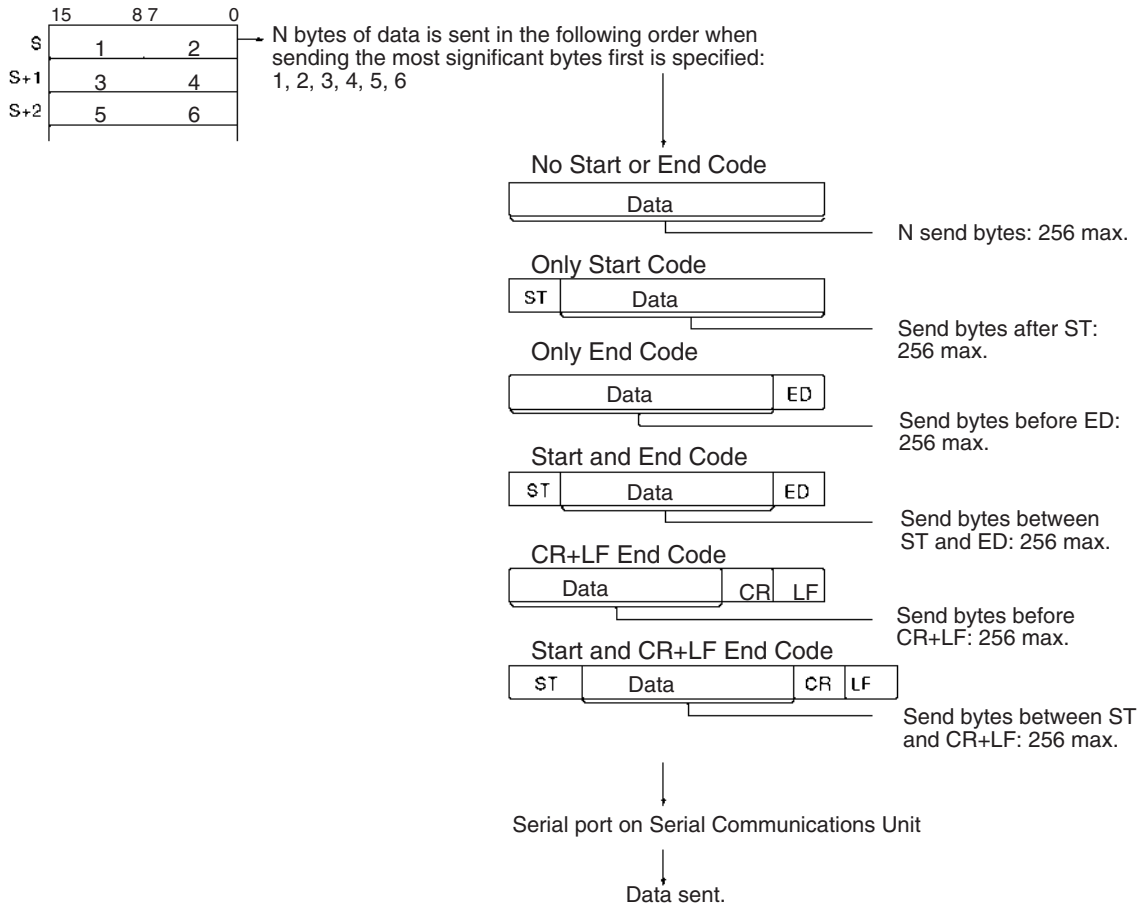 15 8 7 0
S 1 2
S+1 3 4
S+2 5 6
N bytes of data is sent in the following order when
sending the most significant bytes first is specified:
1, 2, 3, 4, 5, 6
No Start or End Code
Data
N send bytes: 256 max.
Only Start Code
ST Data
Send bytes after ST:
256 max.
Only End Code
Data ED
Send bytes before ED:
256 max.
Start and End Code
ST Data ED
Send bytes between
ST and ED: 256 max.
CR+LF End Code
Data CR LF
Send bytes before
CR+LF: 256 max.
Start and CR+LF End Code
ST Data CR LF
Send bytes between ST
and CR+LF: 256 max.
Serial port on Serial Communications Unit
Data sent.